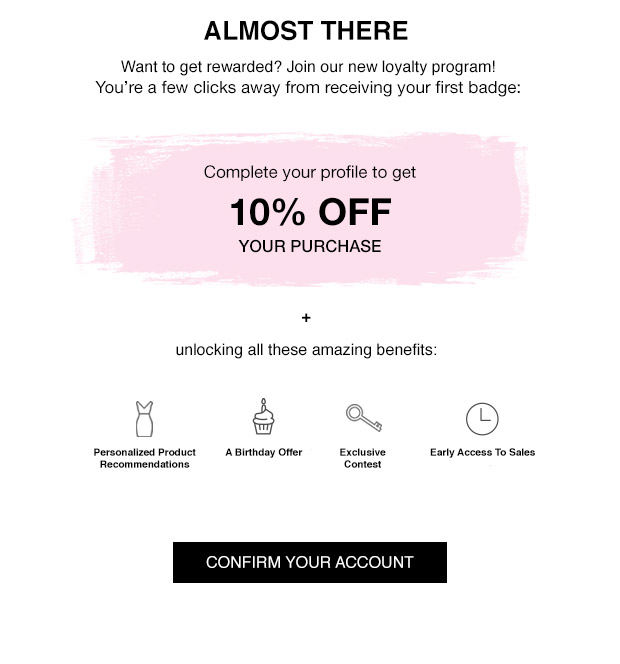 ALMOST THERE
Want to get rewarded? Join our new loyalty program!
You're a few clicks away from receiving your first badge:
Complete your profile to get
10% OFF
YOUR PURCHASE
+
unlocking all these amazing benefits:
Personalized Product
Recommendations
A Birthday Offer
Exclusive
Contest
Early Access To Sales
CONFIRM YOUR ACCOUNT